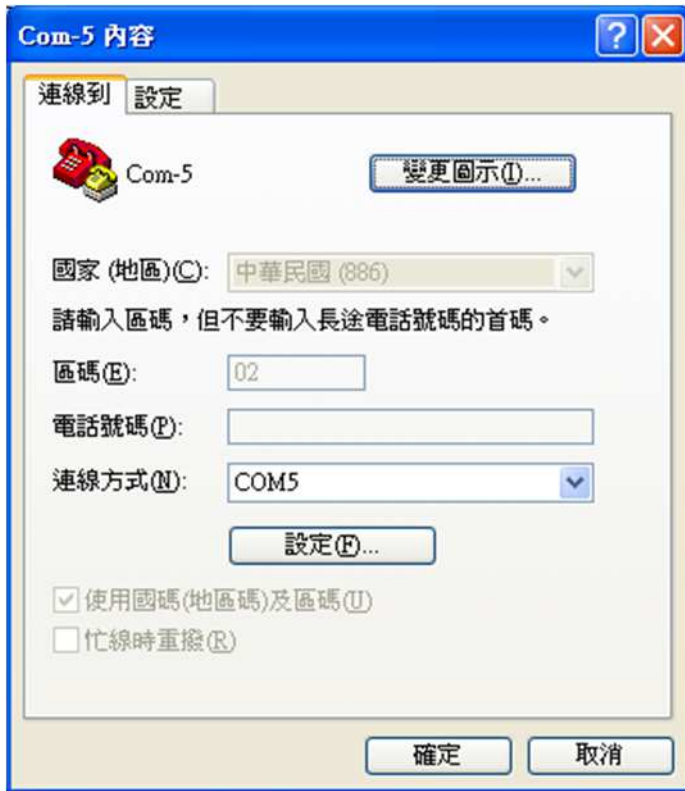 Com-5 內容
連線到 設定
Com-5 變更圖示(I)...
國家 (地區)(C): 中華民國 (886)
請輸入區碼，但不要輸入長途電話號碼的首碼。
區碼(E): 02
電話號碼(P):
連線方式(N): COM5
設定(F)...
使用國碼(地區碼)及區碼(U)
忙線時重撥(R)
確定 取消